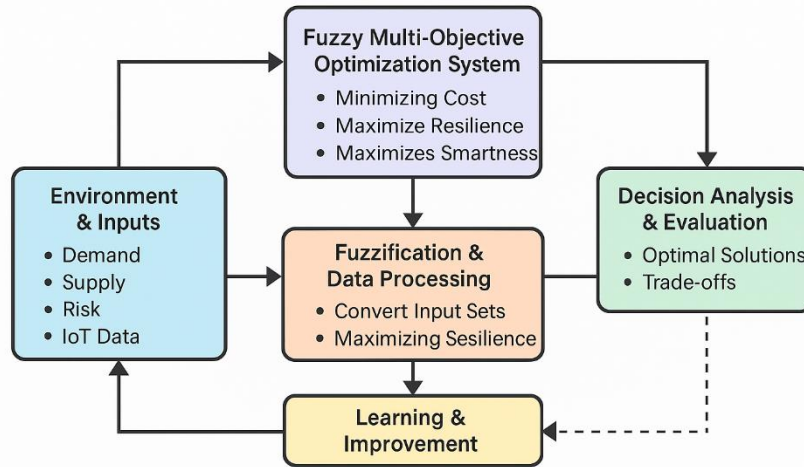 Fuzzy Multi-Objective
Optimization System
• Minimizing Cost
• Maximize Resilience
• Maximizes Smartness
Environment
& Inputs
• Demand
• Supply
• Risk
• IoT Data
Fuzzification &
Data Processing
• Convert Input Sets
• Maximizing Sesilience
Decision Analysis
& Evaluation
• Optimal Solutions
• Trade-offs
Learning &
Improvement